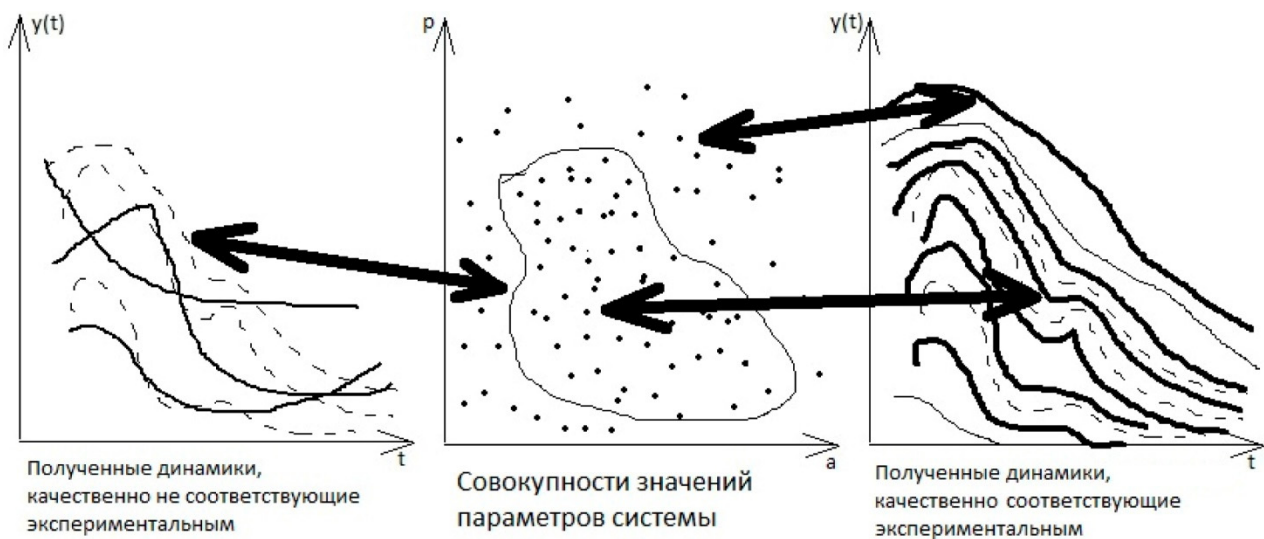 y(t)
t
Полученные динамики,
качественно не соответствующие
экспериментальным
p
a
Совокупности значений
параметров системы
y(t)
t
Полученные динамики,
качественно соответствующие
экспериментальным